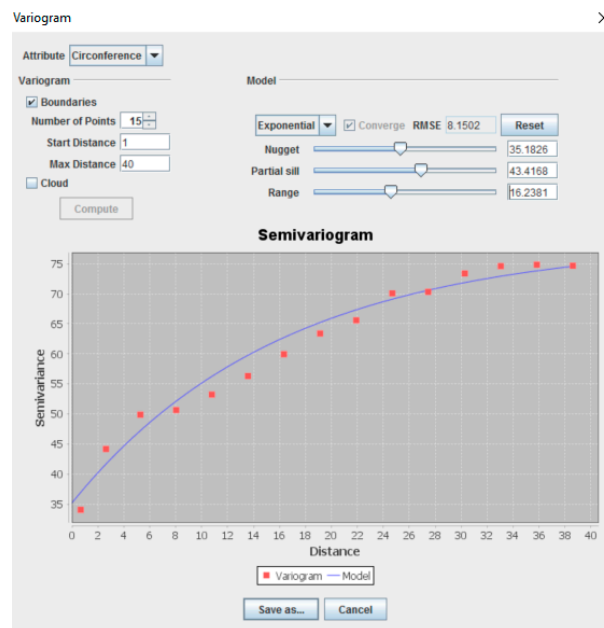 Variogram
Attribute Circonference
Variogram
Model
Boundaries
Number of Points 15
Start Distance 1
Max Distance 40
Cloud
Compute
Exponential Converge RMSE 8.1502 Reset
Nugget 35.1826
Partial sill 43.4168
Range 16.2381
Semivariogram
75
70
65
60
55
50
45
40
35
Semivariance
0 2 4 6 8 10 12 14 16 18 20 22 24 26 28 30 32 34 36 38 40
Distance
Variogram Model
Save as... Cancel